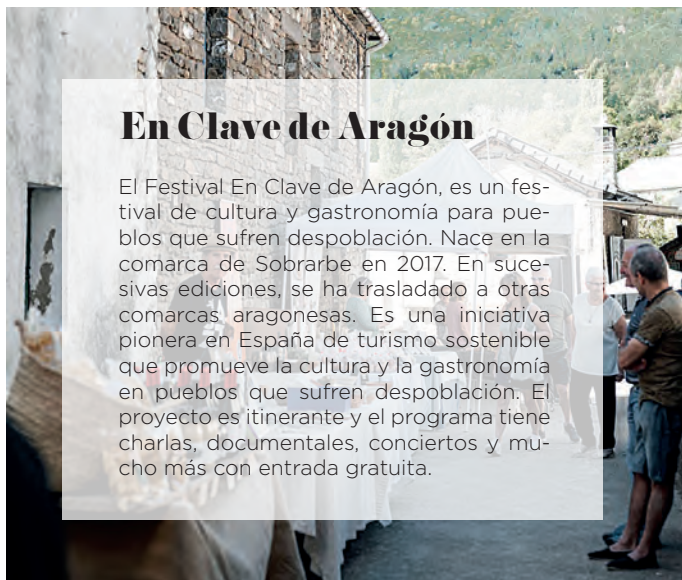 En Clave de Aragón
El Festival En Clave de Aragón, es un fes-
tival de cultura y gastronomía para pue-
blos que sufren despoblación. Nace en la
comarca de Sobrarbe en 2017. En suce-
sivas ediciones, se ha trasladado a otras
comarcas aragonesas. Es una iniciativa
pionera en España de turismo sostenible
que promueve la cultura y la gastronomía
en pueblos que sufren despoblación. El
proyecto es itinerante y el programa tiene
charlas, documentales, conciertos y mu-
cho más con entrada gratuita.